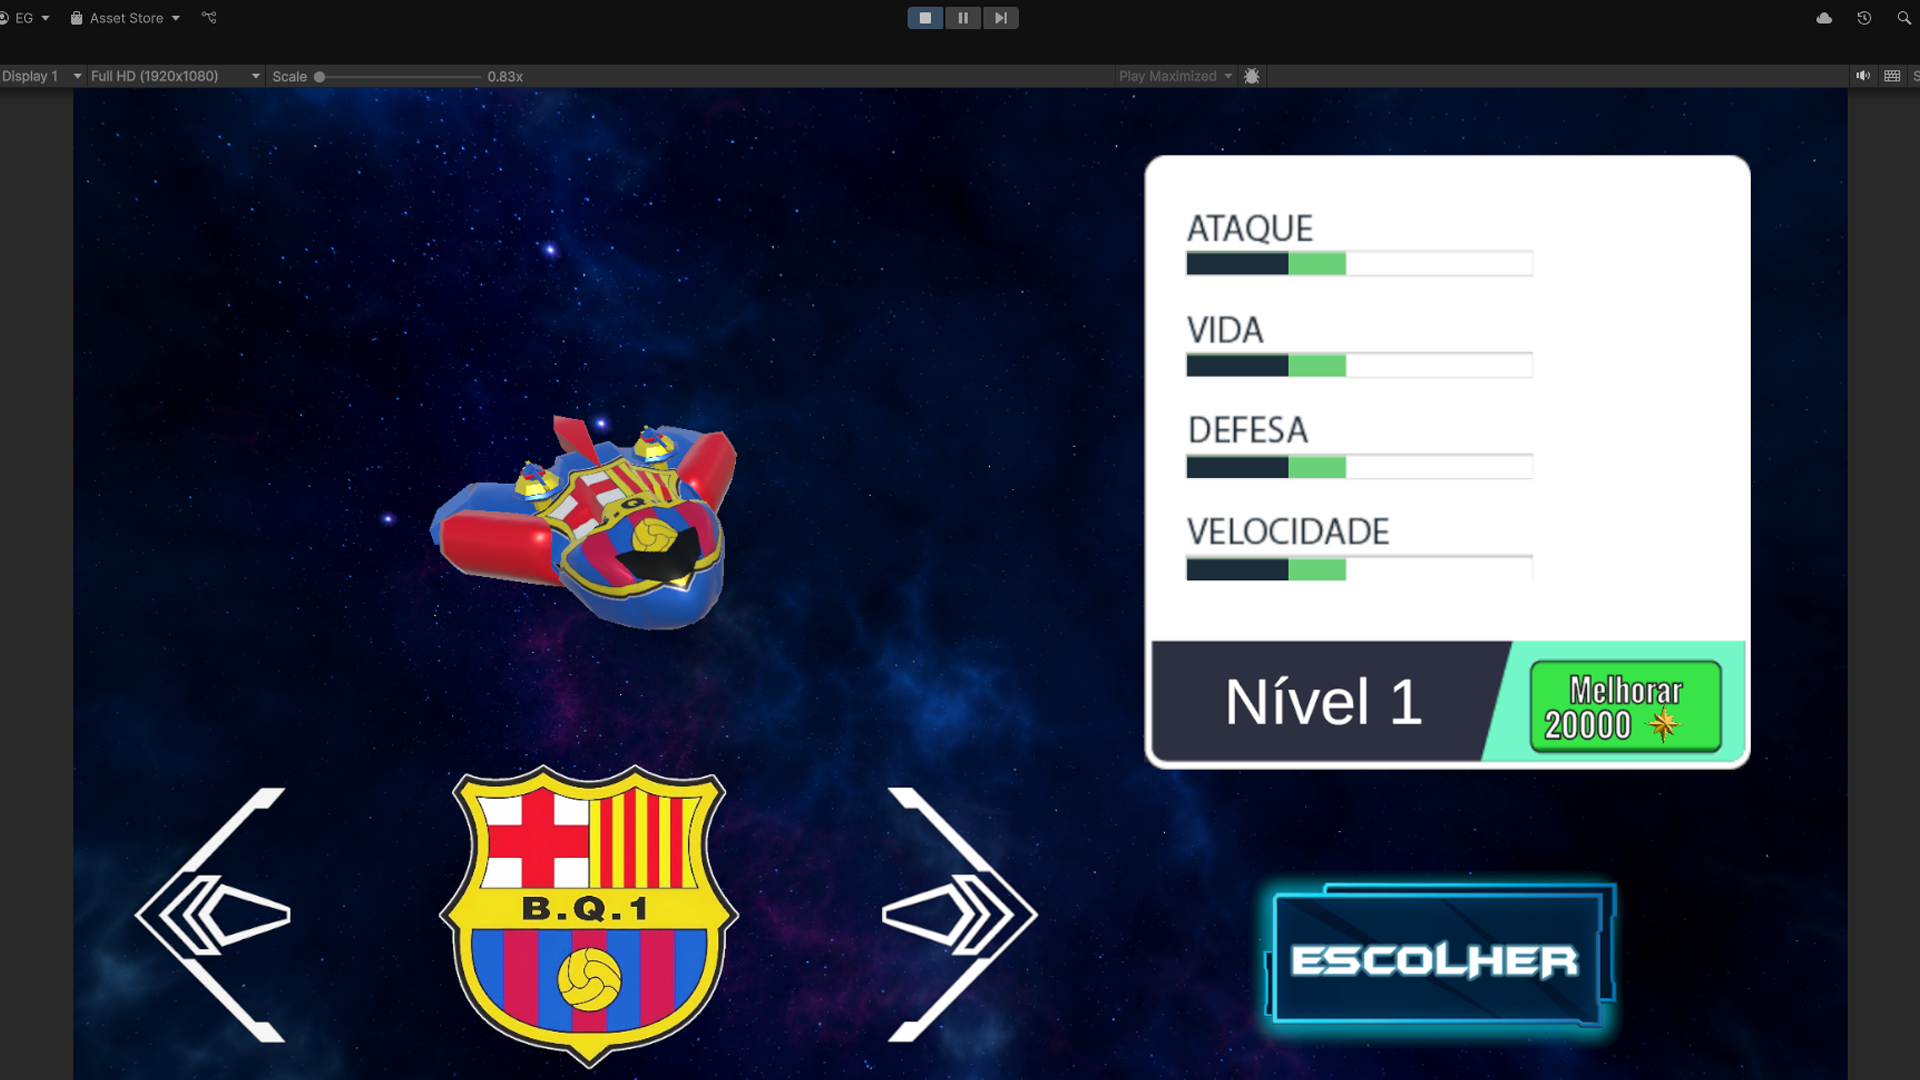 EG
Asset Store
Display 1
Full HD (1920x1080)
Scale
0.83x
Play Maximized
ATAQUE
VIDA
DEFESA
VELOCIDADE
Nível 1
Melhorar
20000
B.Q.1
ESCOLHER